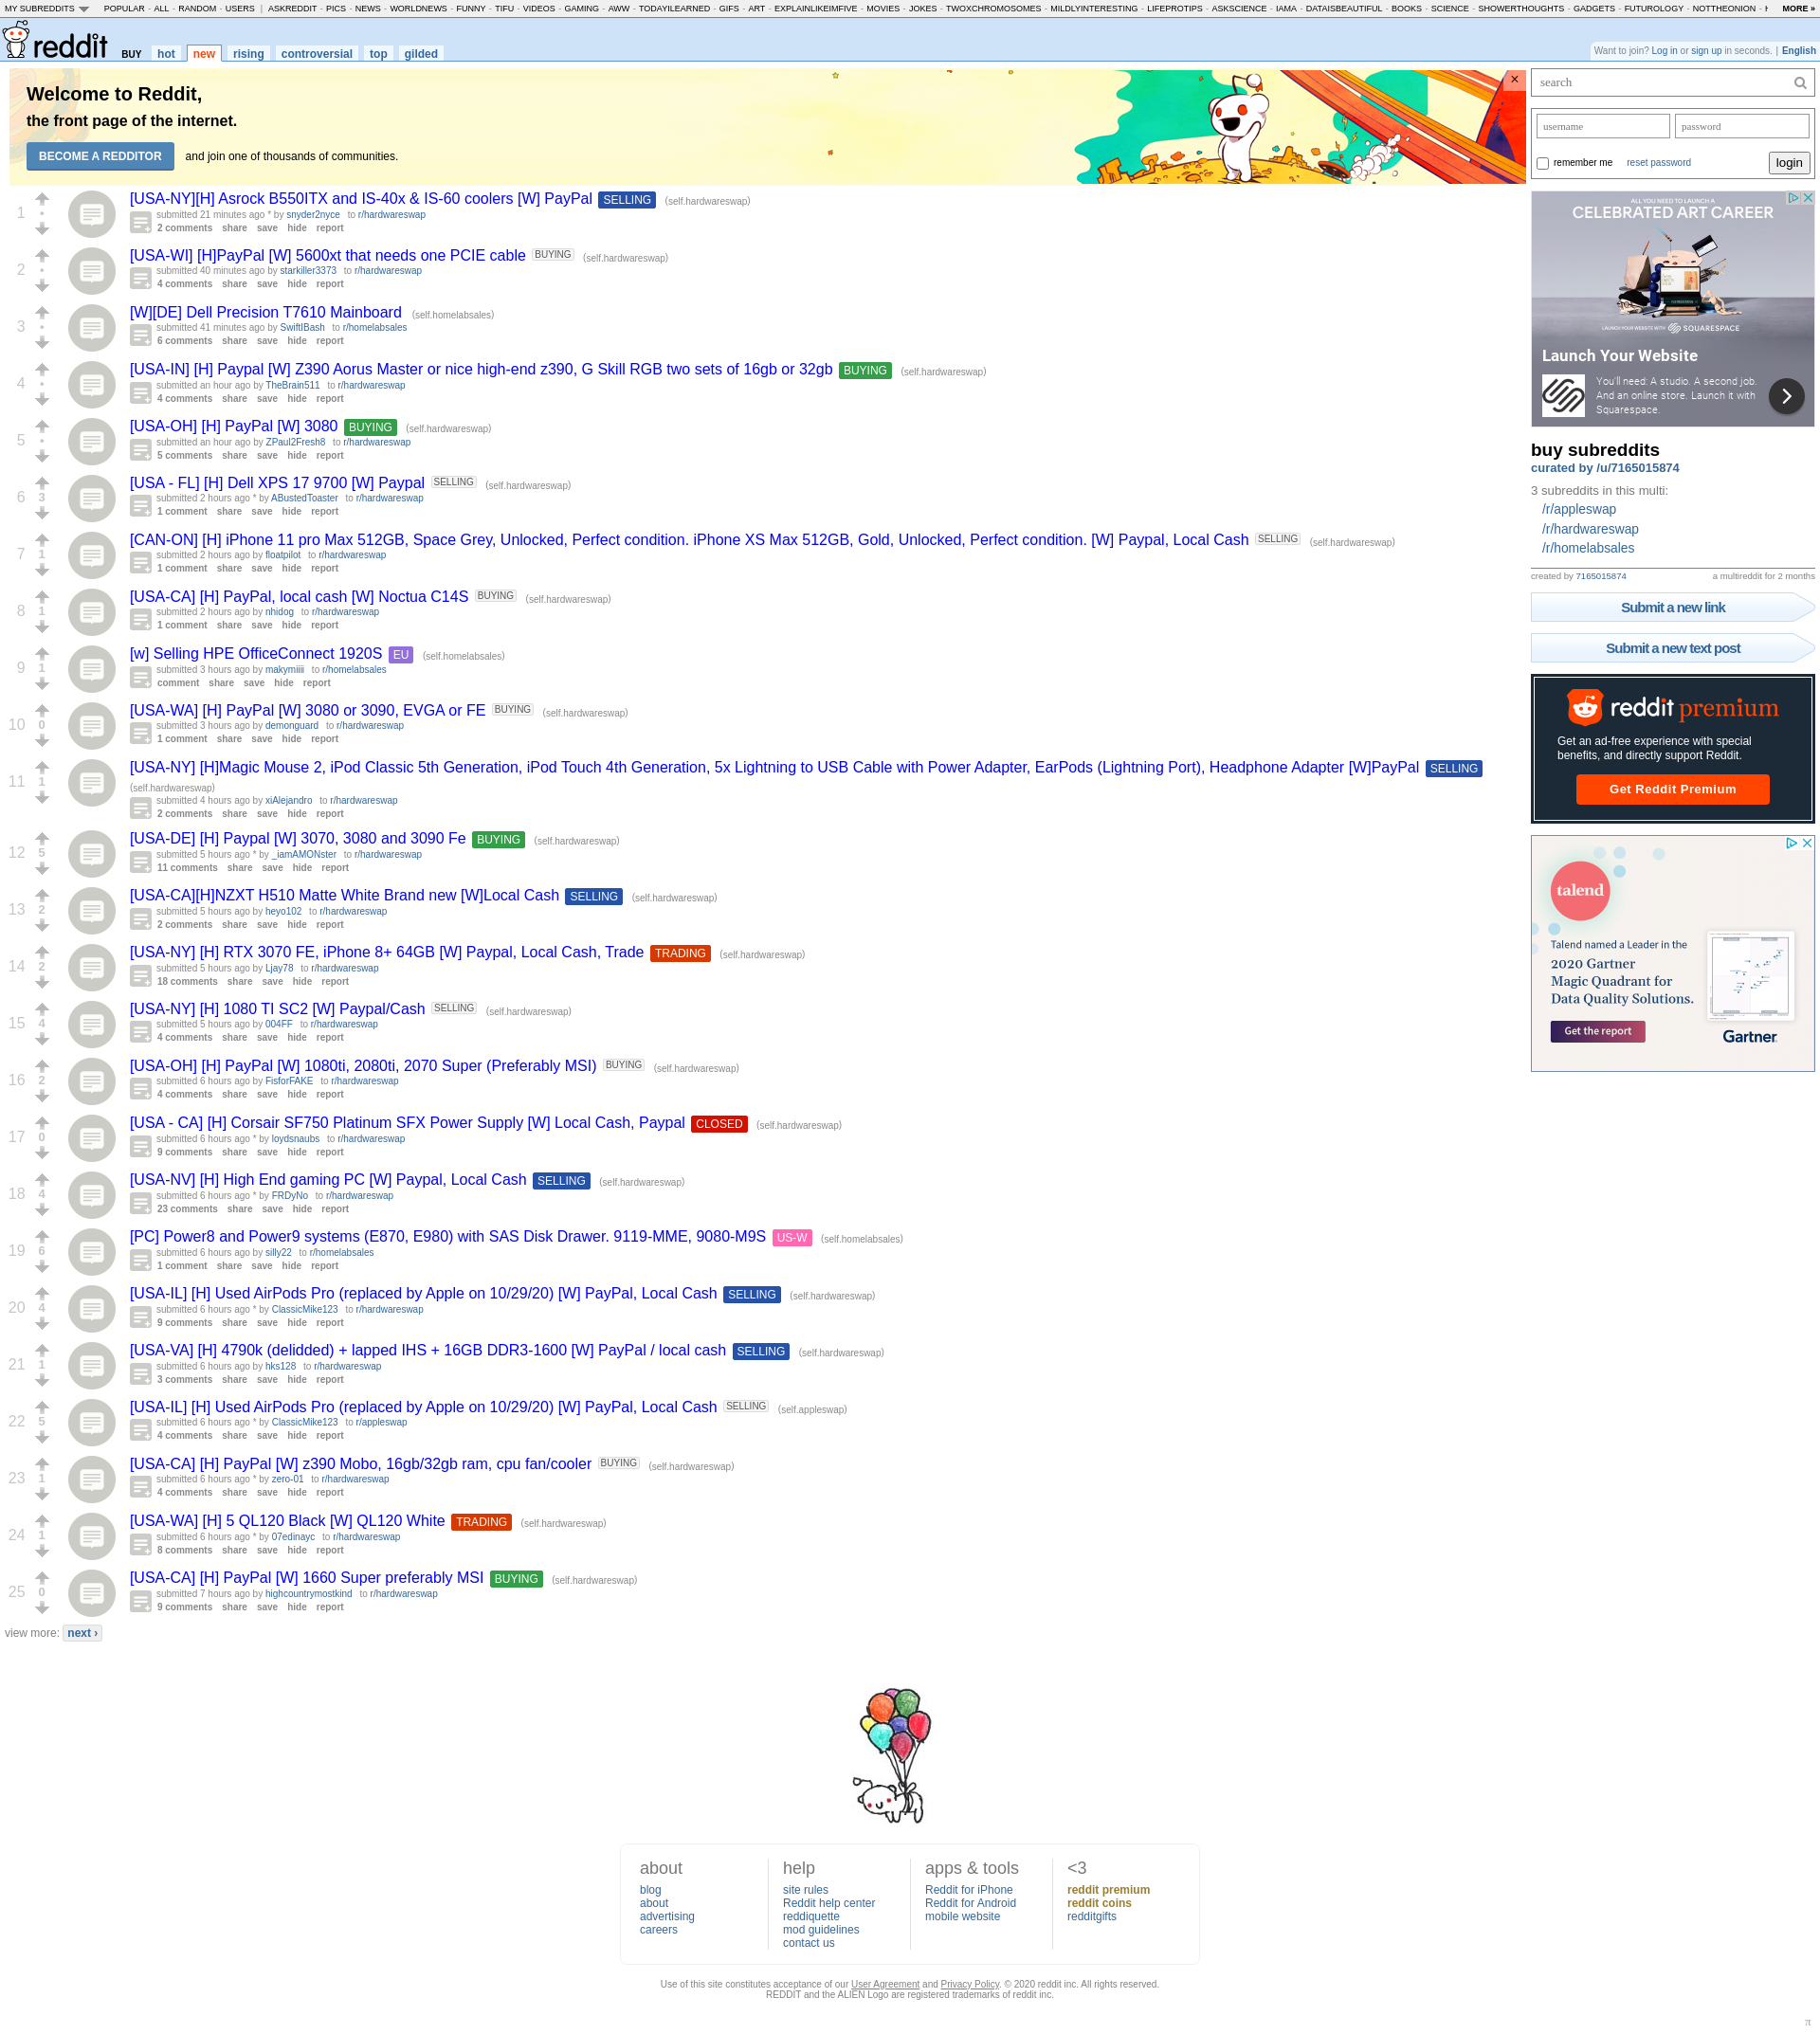 MY SUBREDDITS POPULAR - ALL - RANDOM - USERS | ASKREDDIT - PICS - NEWS - WORLDNEWS - FUNNY - TIFU - VIDEOS - GAMING - AWW - TODAYILEARNED - GIFS - ART - EXPLAINLIKEIMFIVE - MOVIES - JOKES - TWOXCHROMOSOMES - MILDLYINTERESTING - LIFEPROTIPS - ASKSCIENCE - IAMA - DATAISBEAUTIFUL - BOOKS - SCIENCE - SHOWERTHOUGHTS - GADGETS - FUTUROLOGY - NOTTHEONION - MORE »
reddit BUY hot new rising controversial top gilded
Want to join? Log in or sign up in seconds. | English
Welcome to Reddit,
the front page of the internet.
BECOME A REDDITOR and join one of thousands of communities.
×
1
[USA-NY][H] Asrock B550ITX and IS-40x & IS-60 coolers [W] PayPal SELLING (self.hardwareswap)
submitted 21 minutes ago * by snyder2nyce to r/hardwareswap
2 comments share save hide report
2
[USA-WI] [H]PayPal [W] 5600xt that needs one PCIE cable BUYING (self.hardwareswap)
submitted 40 minutes ago by starkiller3373 to r/hardwareswap
4 comments share save hide report
3
[W][DE] Dell Precision T7610 Mainboard (self.homelabsales)
submitted 41 minutes ago by SwiftIBash to r/homelabsales
6 comments share save hide report
4
[USA-IN] [H] Paypal [W] Z390 Aorus Master or nice high-end z390, G Skill RGB two sets of 16gb or 32gb BUYING (self.hardwareswap)
submitted an hour ago by TheBrain511 to r/hardwareswap
4 comments share save hide report
5
[USA-OH] [H] PayPal [W] 3080 BUYING (self.hardwareswap)
submitted an hour ago by ZPaul2Fresh8 to r/hardwareswap
5 comments share save hide report
6 3
[USA - FL] [H] Dell XPS 17 9700 [W] Paypal SELLING (self.hardwareswap)
submitted 2 hours ago * by ABustedToaster to r/hardwareswap
1 comment share save hide report
7 1
[CAN-ON] [H] iPhone 11 pro Max 512GB, Space Grey, Unlocked, Perfect condition. iPhone XS Max 512GB, Gold, Unlocked, Perfect condition. [W] Paypal, Local Cash SELLING (self.hardwareswap)
submitted 2 hours ago by floatpilot to r/hardwareswap
1 comment share save hide report
8 1
[USA-CA] [H] PayPal, local cash [W] Noctua C14S BUYING (self.hardwareswap)
submitted 2 hours ago by nhidog to r/hardwareswap
1 comment share save hide report
9 1
[w] Selling HPE OfficeConnect 1920S EU (self.homelabsales)
submitted 3 hours ago by makymiiii to r/homelabsales
comment share save hide report
10 0
[USA-WA] [H] PayPal [W] 3080 or 3090, EVGA or FE BUYING (self.hardwareswap)
submitted 3 hours ago by demonguard to r/hardwareswap
1 comment share save hide report
11 1
[USA-NY] [H]Magic Mouse 2, iPod Classic 5th Generation, iPod Touch 4th Generation, 5x Lightning to USB Cable with Power Adapter, EarPods (Lightning Port), Headphone Adapter [W]PayPal SELLING
(self.hardwareswap)
submitted 4 hours ago by xiAlejandro to r/hardwareswap
2 comments share save hide report
12 5
[USA-DE] [H] Paypal [W] 3070, 3080 and 3090 Fe BUYING (self.hardwareswap)
submitted 5 hours ago * by _iamAMONster to r/hardwareswap
11 comments share save hide report
13 2
[USA-CA][H]NZXT H510 Matte White Brand new [W]Local Cash SELLING (self.hardwareswap)
submitted 5 hours ago by heyo102 to r/hardwareswap
2 comments share save hide report
14 2
[USA-NY] [H] RTX 3070 FE, iPhone 8+ 64GB [W] Paypal, Local Cash, Trade TRADING (self.hardwareswap)
submitted 5 hours ago by Ljay78 to r/hardwareswap
18 comments share save hide report
15 4
[USA-NY] [H] 1080 TI SC2 [W] Paypal/Cash SELLING (self.hardwareswap)
submitted 5 hours ago by 004FF to r/hardwareswap
4 comments share save hide report
16 2
[USA-OH] [H] PayPal [W] 1080ti, 2080ti, 2070 Super (Preferably MSI) BUYING (self.hardwareswap)
submitted 6 hours ago by FisforFAKE to r/hardwareswap
4 comments share save hide report
17 0
[USA - CA] [H] Corsair SF750 Platinum SFX Power Supply [W] Local Cash, Paypal CLOSED (self.hardwareswap)
submitted 6 hours ago * by loydsnaubs to r/hardwareswap
9 comments share save hide report
18 4
[USA-NV] [H] High End gaming PC [W] Paypal, Local Cash SELLING (self.hardwareswap)
submitted 6 hours ago * by FRDyNo to r/hardwareswap
23 comments share save hide report
19 6
[PC] Power8 and Power9 systems (E870, E980) with SAS Disk Drawer. 9119-MME, 9080-M9S US-W (self.homelabsales)
submitted 6 hours ago by silly22 to r/homelabsales
1 comment share save hide report
20 4
[USA-IL] [H] Used AirPods Pro (replaced by Apple on 10/29/20) [W] PayPal, Local Cash SELLING (self.hardwareswap)
submitted 6 hours ago * by ClassicMike123 to r/hardwareswap
9 comments share save hide report
21 1
[USA-VA] [H] 4790k (delidded) + lapped IHS + 16GB DDR3-1600 [W] PayPal / local cash SELLING (self.hardwareswap)
submitted 6 hours ago by hks128 to r/hardwareswap
3 comments share save hide report
22 5
[USA-IL] [H] Used AirPods Pro (replaced by Apple on 10/29/20) [W] PayPal, Local Cash SELLING (self.appleswap)
submitted 6 hours ago * by ClassicMike123 to r/appleswap
4 comments share save hide report
23 1
[USA-CA] [H] PayPal [W] z390 Mobo, 16gb/32gb ram, cpu fan/cooler BUYING (self.hardwareswap)
submitted 6 hours ago * by zero-01 to r/hardwareswap
4 comments share save hide report
24 1
[USA-WA] [H] 5 QL120 Black [W] QL120 White TRADING (self.hardwareswap)
submitted 6 hours ago * by 07edinayc to r/hardwareswap
8 comments share save hide report
25 0
[USA-CA] [H] PayPal [W] 1660 Super preferably MSI BUYING (self.hardwareswap)
submitted 7 hours ago by highcountrymostkind to r/hardwareswap
9 comments share save hide report
view more: next ›
search
username password
remember me reset password login
ALL YOU NEED TO LAUNCH A
CELEBRATED ART CAREER
LAUNCH YOUR WEBSITE WITH SQUARESPACE
Launch Your Website
You'll need: A studio. A second job.
And an online store. Launch it with
Squarespace.
buy subreddits
curated by /u/7165015874
3 subreddits in this multi:
/r/appleswap
/r/hardwareswap
/r/homelabsales
created by 7165015874 a multireddit for 2 months
Submit a new link
Submit a new text post
reddit premium
Get an ad-free experience with special
benefits, and directly support Reddit.
Get Reddit Premium
talend
Talend named a Leader in the
2020 Gartner
Magic Quadrant for
Data Quality Solutions.
Get the report
Gartner
about
blog
about
advertising
careers
help
site rules
Reddit help center
reddiquette
mod guidelines
contact us
apps & tools
Reddit for iPhone
Reddit for Android
mobile website
<3
reddit premium
reddit coins
redditgifts
Use of this site constitutes acceptance of our User Agreement and Privacy Policy. © 2020 reddit inc. All rights reserved.
REDDIT and the ALIEN Logo are registered trademarks of reddit inc.
π